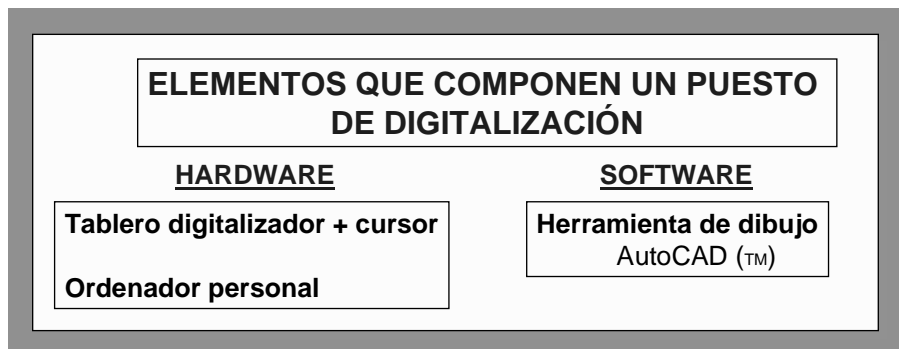 ELEMENTOS QUE COMPONEN UN PUESTO
DE DIGITALIZACIÓN
HARDWARE
Tablero digitalizador + cursor
Ordenador personal
SOFTWARE
Herramienta de dibujo
AutoCAD (TM)